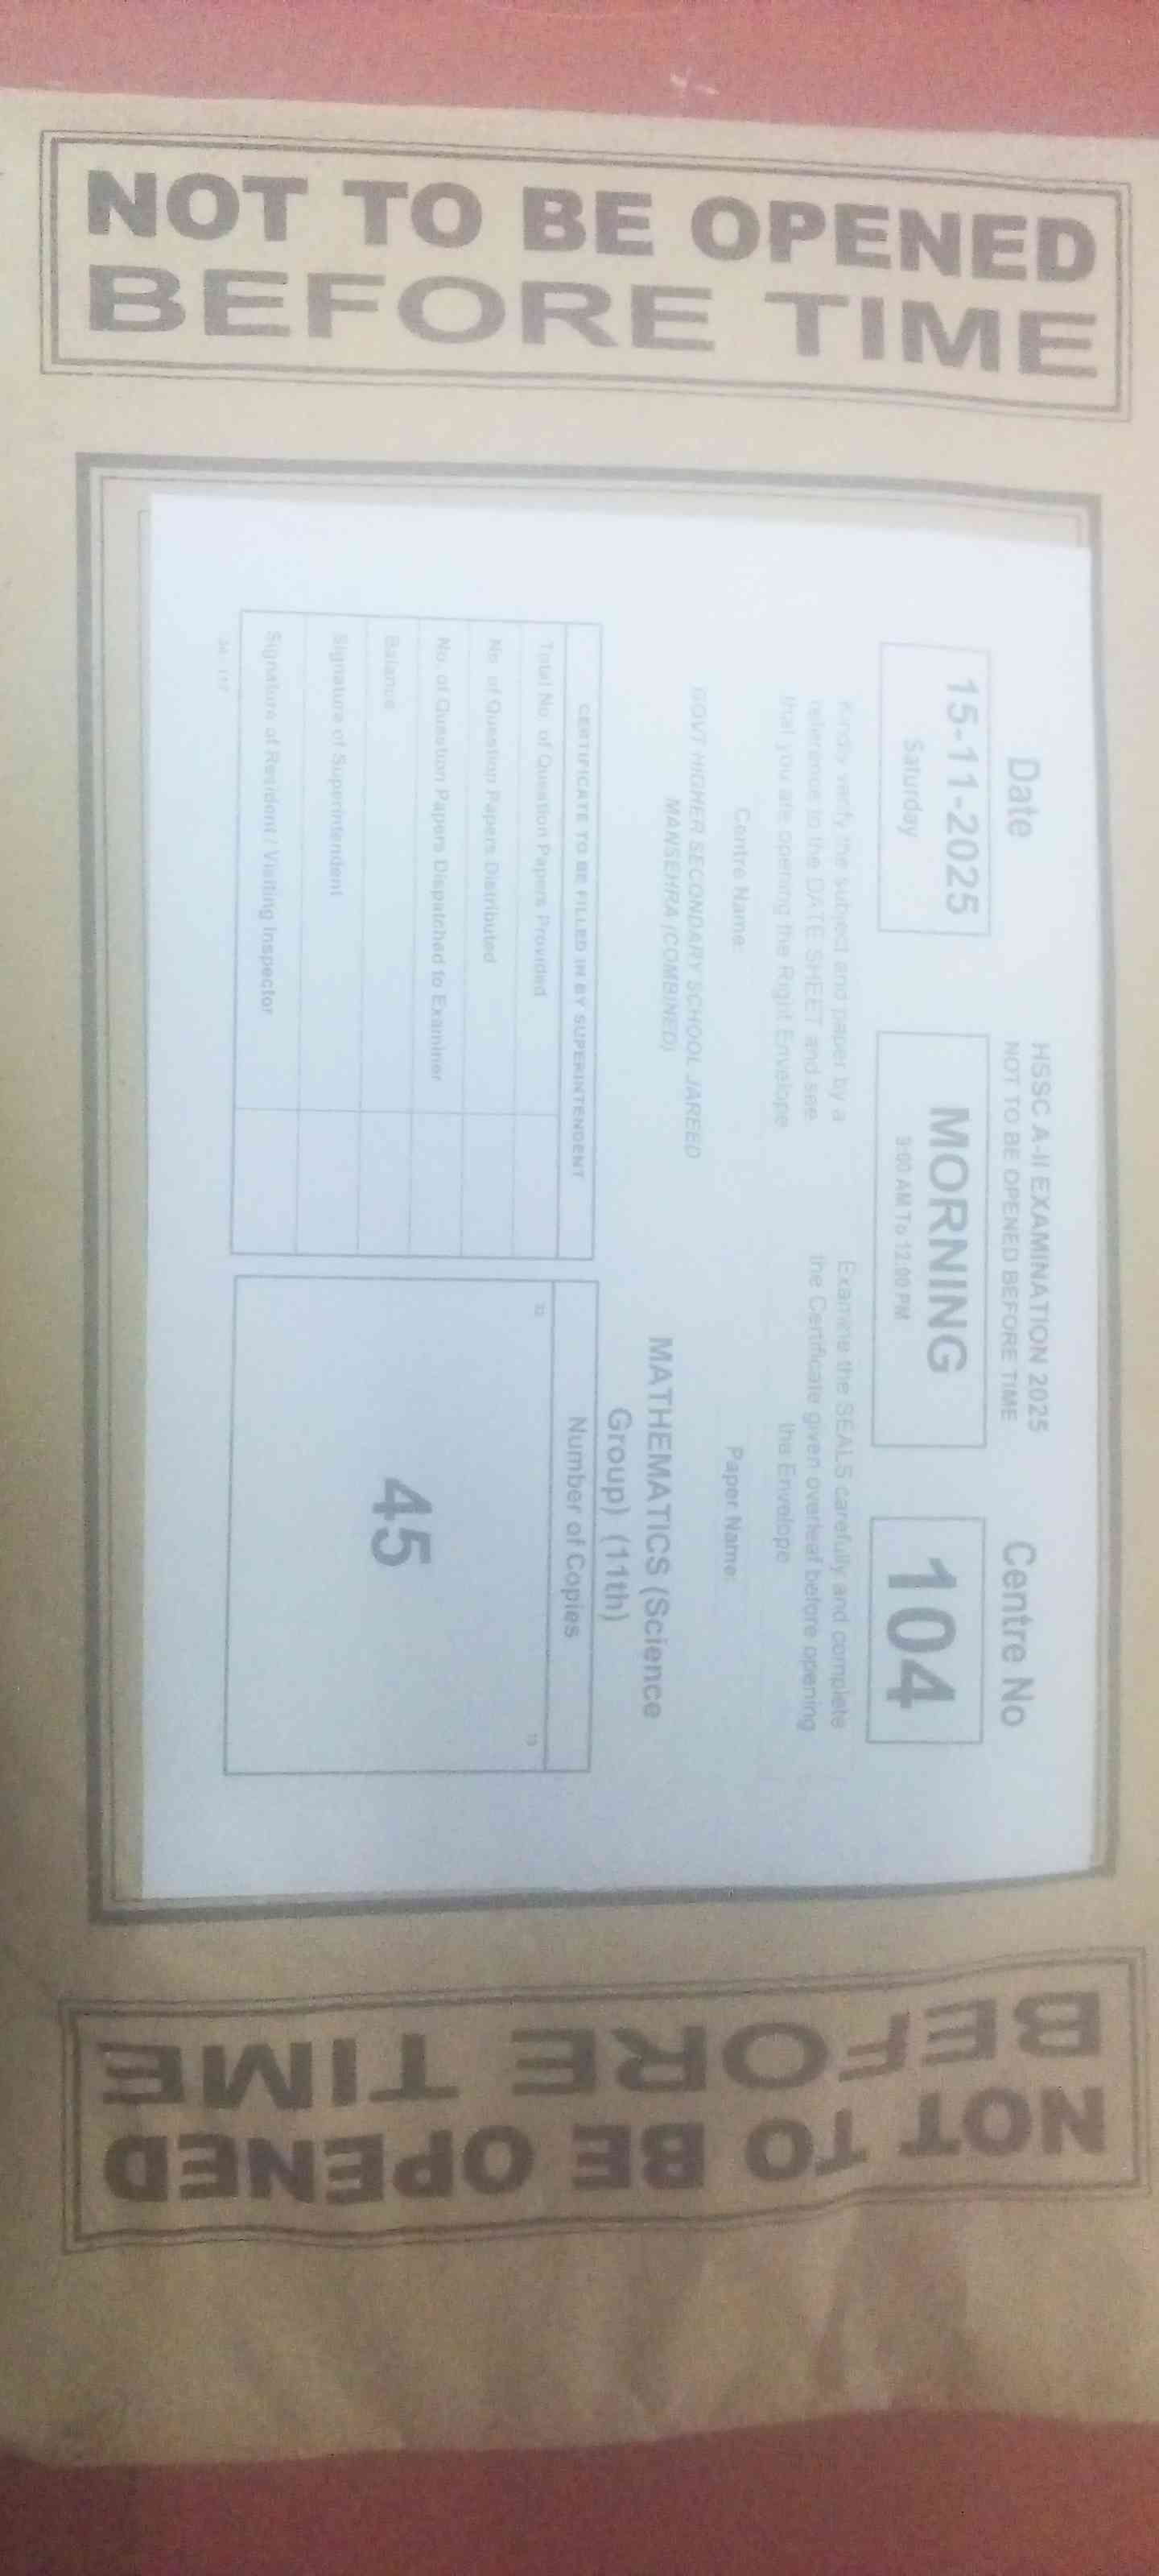 NOT TO BE OPENED
BEFORE TIME
HSSC A-II EXAMINATION 2025
NOT TO BE OPENED BEFORE TIME
Date
15-11-2025
Saturday
MORNING
9:00 AM To 12:00 PM
Centre No
104
Kindly verify the subject and paper by a
reference to the DATE SHEET and see
that you are opening the Right Envelope
Examine the SEALS carefully and complete
the Certificate given overleaf before opening
the Envelope
Centre Name:
GOVT HIGHER SECONDARY SCHOOL JAREED
MANSEHRA (COMBINED)
Paper Name:
MATHEMATICS (Science
Group) (11th)
CERTIFICATE TO BE FILLED IN BY SUPERINTENDENT
Total No. of Question Papers Provided
No. of Question Papers Distributed
No. of Question Papers Dispatched to Examiner
Balance
Signature of Superintendent
Signature of Resident / Visiting Inspector
Number of Copies
45
NOT TO BE OPENED
BEFORE TIME